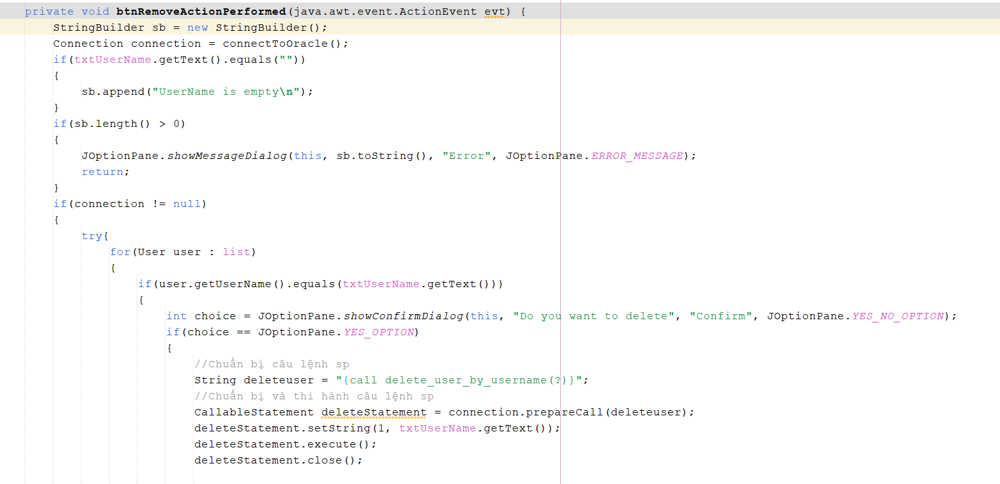 private void btnRemoveActionPerformed(java.awt.event.ActionEvent evt) {
StringBuilder sb = new StringBuilder();
Connection connection = connectToOracle();
if(txtUserName.getText().equals(""))
{
sb.append("UserName is empty\n");
}
if(sb.length() > 0)
{
JOptionPane.showMessageDialog(this, sb.toString(), "Error", JOptionPane.ERROR_MESSAGE);
return;
}
if(connection != null)
{
try{
for(User user : list)
{
if(user.getUserName().equals(txtUserName.getText()))
{
int choice = JOptionPane.showConfirmDialog(this, "Do you want to delete", "Confirm", JOptionPane.YES_NO_OPTION);
if(choice == JOptionPane.YES_OPTION)
{
//Chuẩn bị câu lệnh sp
String deleteuser = "{call delete_user_by_username(?)}";
//Chuẩn bị và thi hành câu lệnh sp
CallableStatement deleteStatement = connection.prepareCall(deleteuser);
deleteStatement.setString(1, txtUserName.getText());
deleteStatement.execute();
deleteStatement.close();